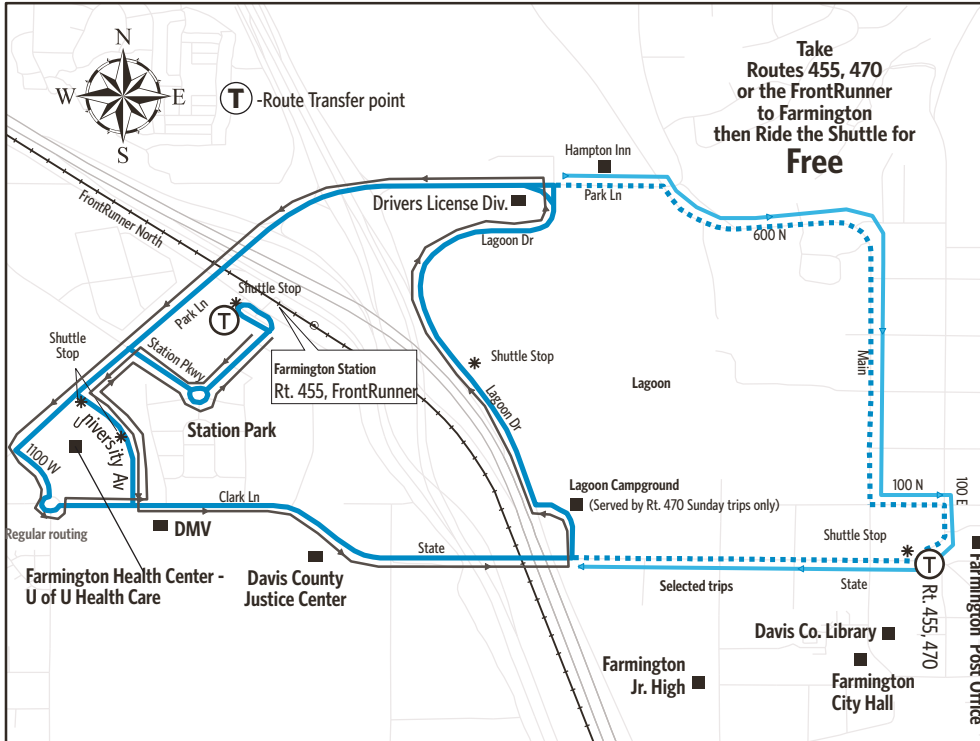 N
W
E
S
T -Route Transfer point
Take
Routes 455, 470
or the FrontRunner
to Farmington
then Ride the Shuttle for
Free
Hampton Inn
Park Ln
Drivers License Div.
Lagoon Dr
600 N
FrontRunner North
Shuttle Stop
Park Ln
T
Shuttle
Stop
Station Pkwy
Farmington Station
Rt. 455, FrontRunner
Shuttle Stop
Lagoon
Main
Lagoon Dr
Station Park
University Av
1100 W
Clark Ln
Lagoon Campground
(Served by Rt. 470 Sunday trips only)
100 N
100 E
Regular routing
DMV
State
Shuttle Stop
T
Farmington Health Center -
U of U Health Care
Davis County
Justice Center
Selected trips
State
Rt. 455, 470
Farmington Post Office
Davis Co. Library
Farmington
Jr. High
Farmington
City Hall